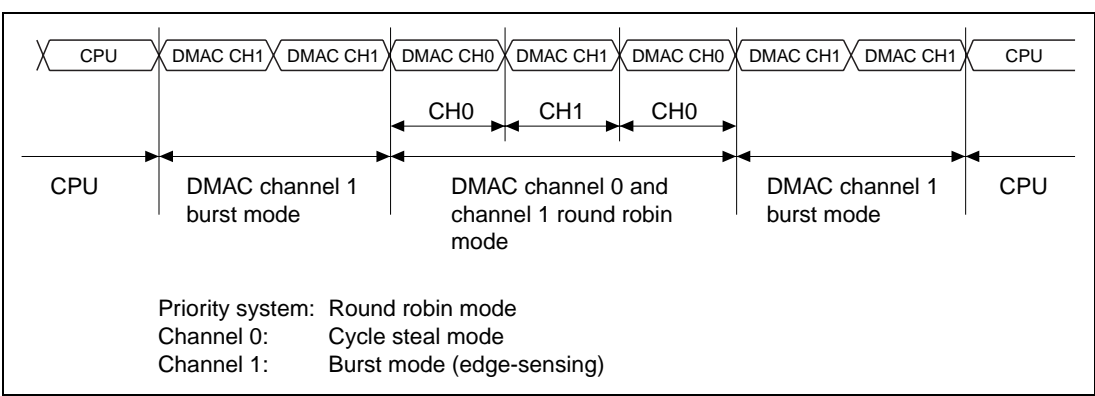 CPU DMAC CH1 DMAC CH1 DMAC CH0 DMAC CH1 DMAC CH0 DMAC CH1 DMAC CH1 CPU
CH0 CH1 CH0
CPU DMAC channel 1 DMAC channel 0 and DMAC channel 1 CPU
burst mode channel 1 round robin burst mode
mode
Priority system: Round robin mode
Channel 0: Cycle steal mode
Channel 1: Burst mode (edge-sensing)